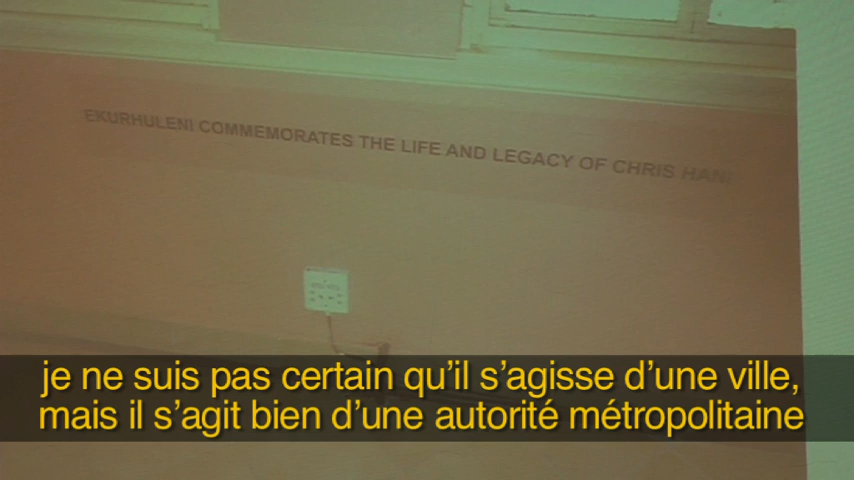 EKURHULENI COMMEMORATES THE LIFE AND LEGACY OF CHRIS HANI
je ne suis pas certain qu’il s’agisse d’une ville,
mais il s’agit bien d’une autorité métropolitaine